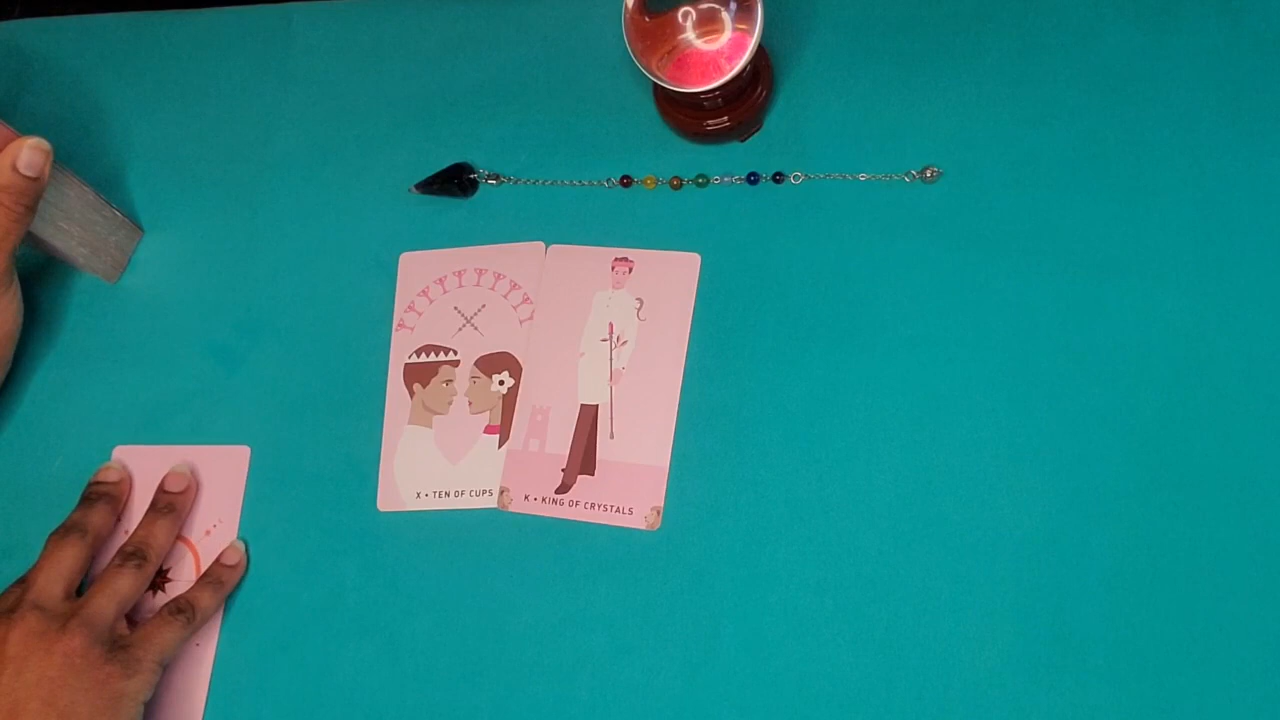 X • TEN OF CUPS
K • KING OF CRYSTALS